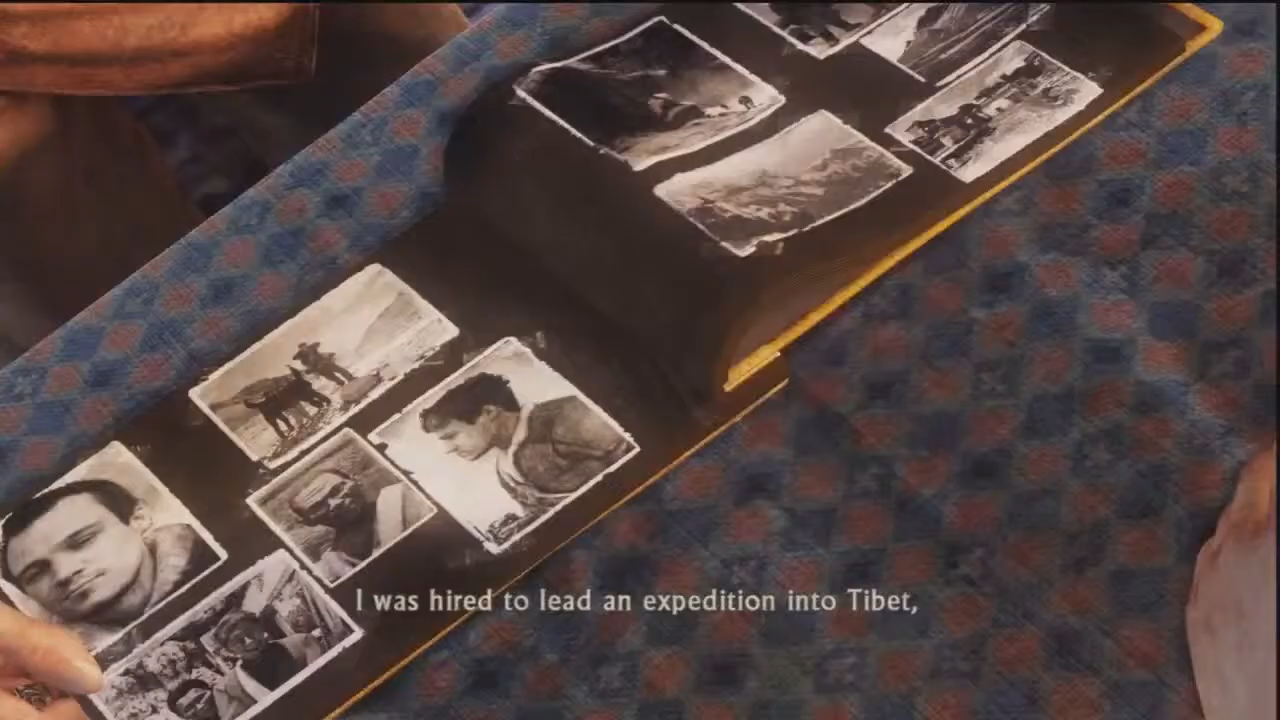 I was hired to lead an expedition into Tibet,